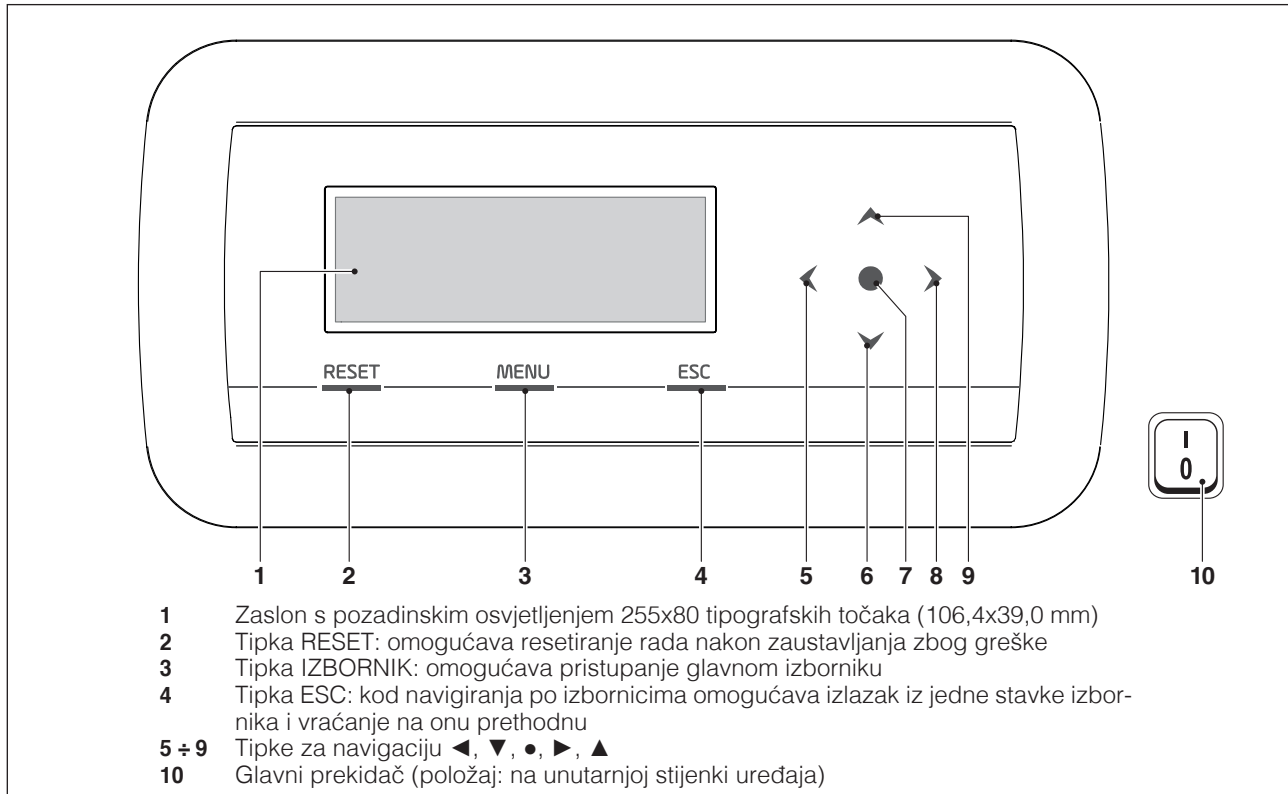 RESET MENU ESC
I
0
1 2 3 4 5 6 7 8 9 10
1 Zaslon s pozadinskim osvjetljenjem 255x80 tipografskih točaka (106,4x39,0 mm)
2 Tipka RESET: omogućava resetiranje rada nakon zaustavljanja zbog greške
3 Tipka IZBORNIK: omogućava pristupanje glavnom izborniku
4 Tipka ESC: kod navigiranja po izbornicima omogućava izlazak iz jedne stavke izbor-
nika i vraćanje na onu prethodnu
5 ÷ 9 Tipke za navigaciju ◄, ▼, ●, ►, ▲
10 Glavni prekidač (položaj: na unutarnjoj stijenki uređaja)